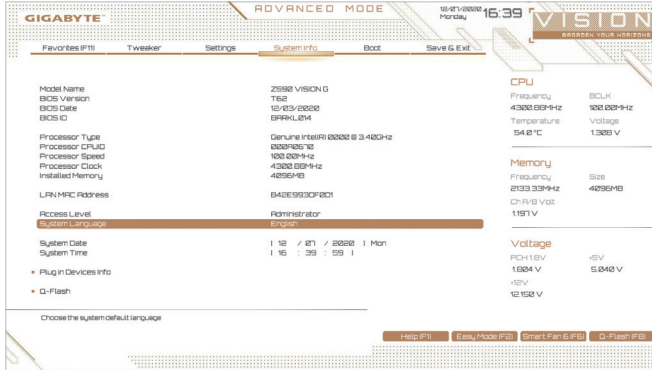 GIGABYTE™
ADVANCED MODE
12/07/2020 Monday 16:39
VISION
BROADEN YOUR HORIZONS
Favorites (F11) Tweaker Settings System Info Boot Save & Exit
Model Name Z590 VISION G
BIOS Version T62
BIOS Date 12/03/2020
BIOS ID 8ARKL014
Processor Type Genuine Intel(R) 0000 @ 3.40GHz
Processor CPUID 000A0670
Processor Speed 100.00MHz
Processor Clock 4300.88MHz
Installed Memory 4096MB
LAN MAC Address B42E993DF0D1
Access Level Administrator
System Language English
System Date [ 12 / 07 / 2020 ] Mon
System Time [ 16 : 39 : 59 ]
Plug in Devices Info
Q-Flash
Choose the system default language
CPU
Frequency BCLK
4300.88MHz 100.00MHz
Temperature Voltage
54.0 °C 1.308 V
Memory
Frequency Size
2133.33MHz 4096MB
Ch A/B Volt
1.197 V
Voltage
PCH 1.8V +5V
1.804 V 5.040 V
+12V
12.150 V
Help (F1) Easy Mode (F2) Smart Fan 6 (F6) Q-Flash (F8)